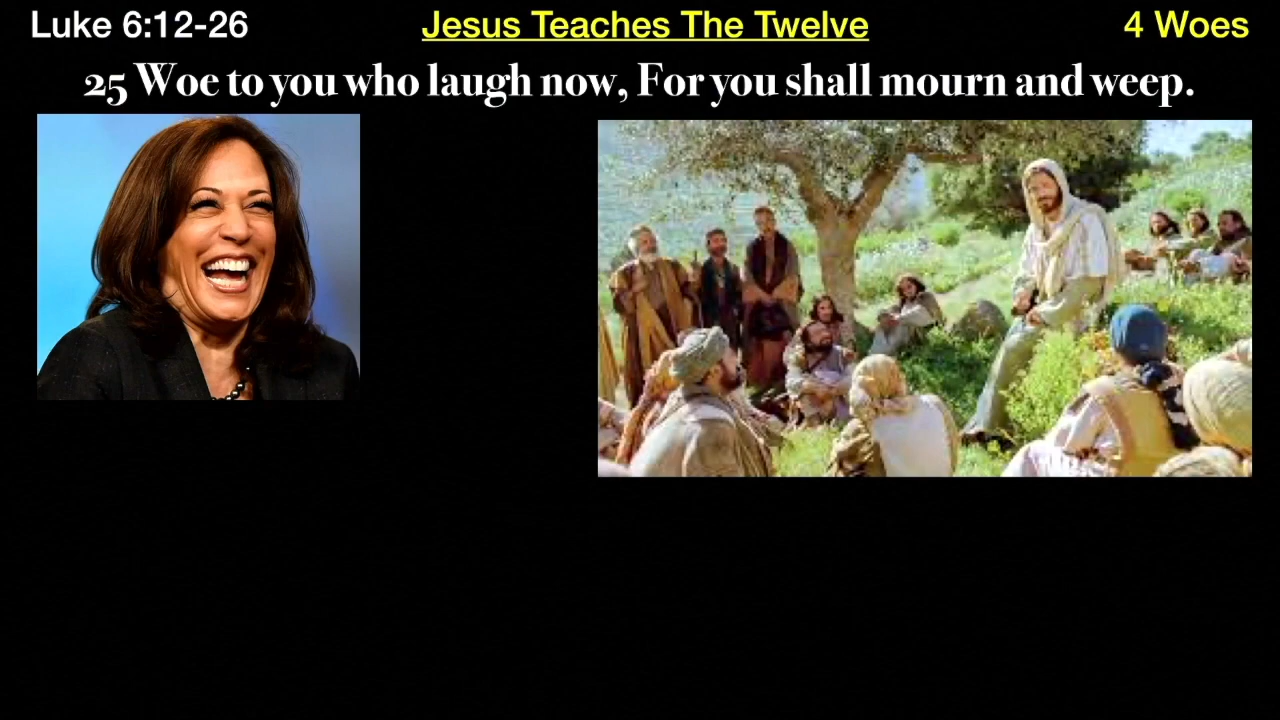 Luke 6:12-26 Jesus Teaches The Twelve 4 Woes
25 Woe to you who laugh now, For you shall mourn and weep.